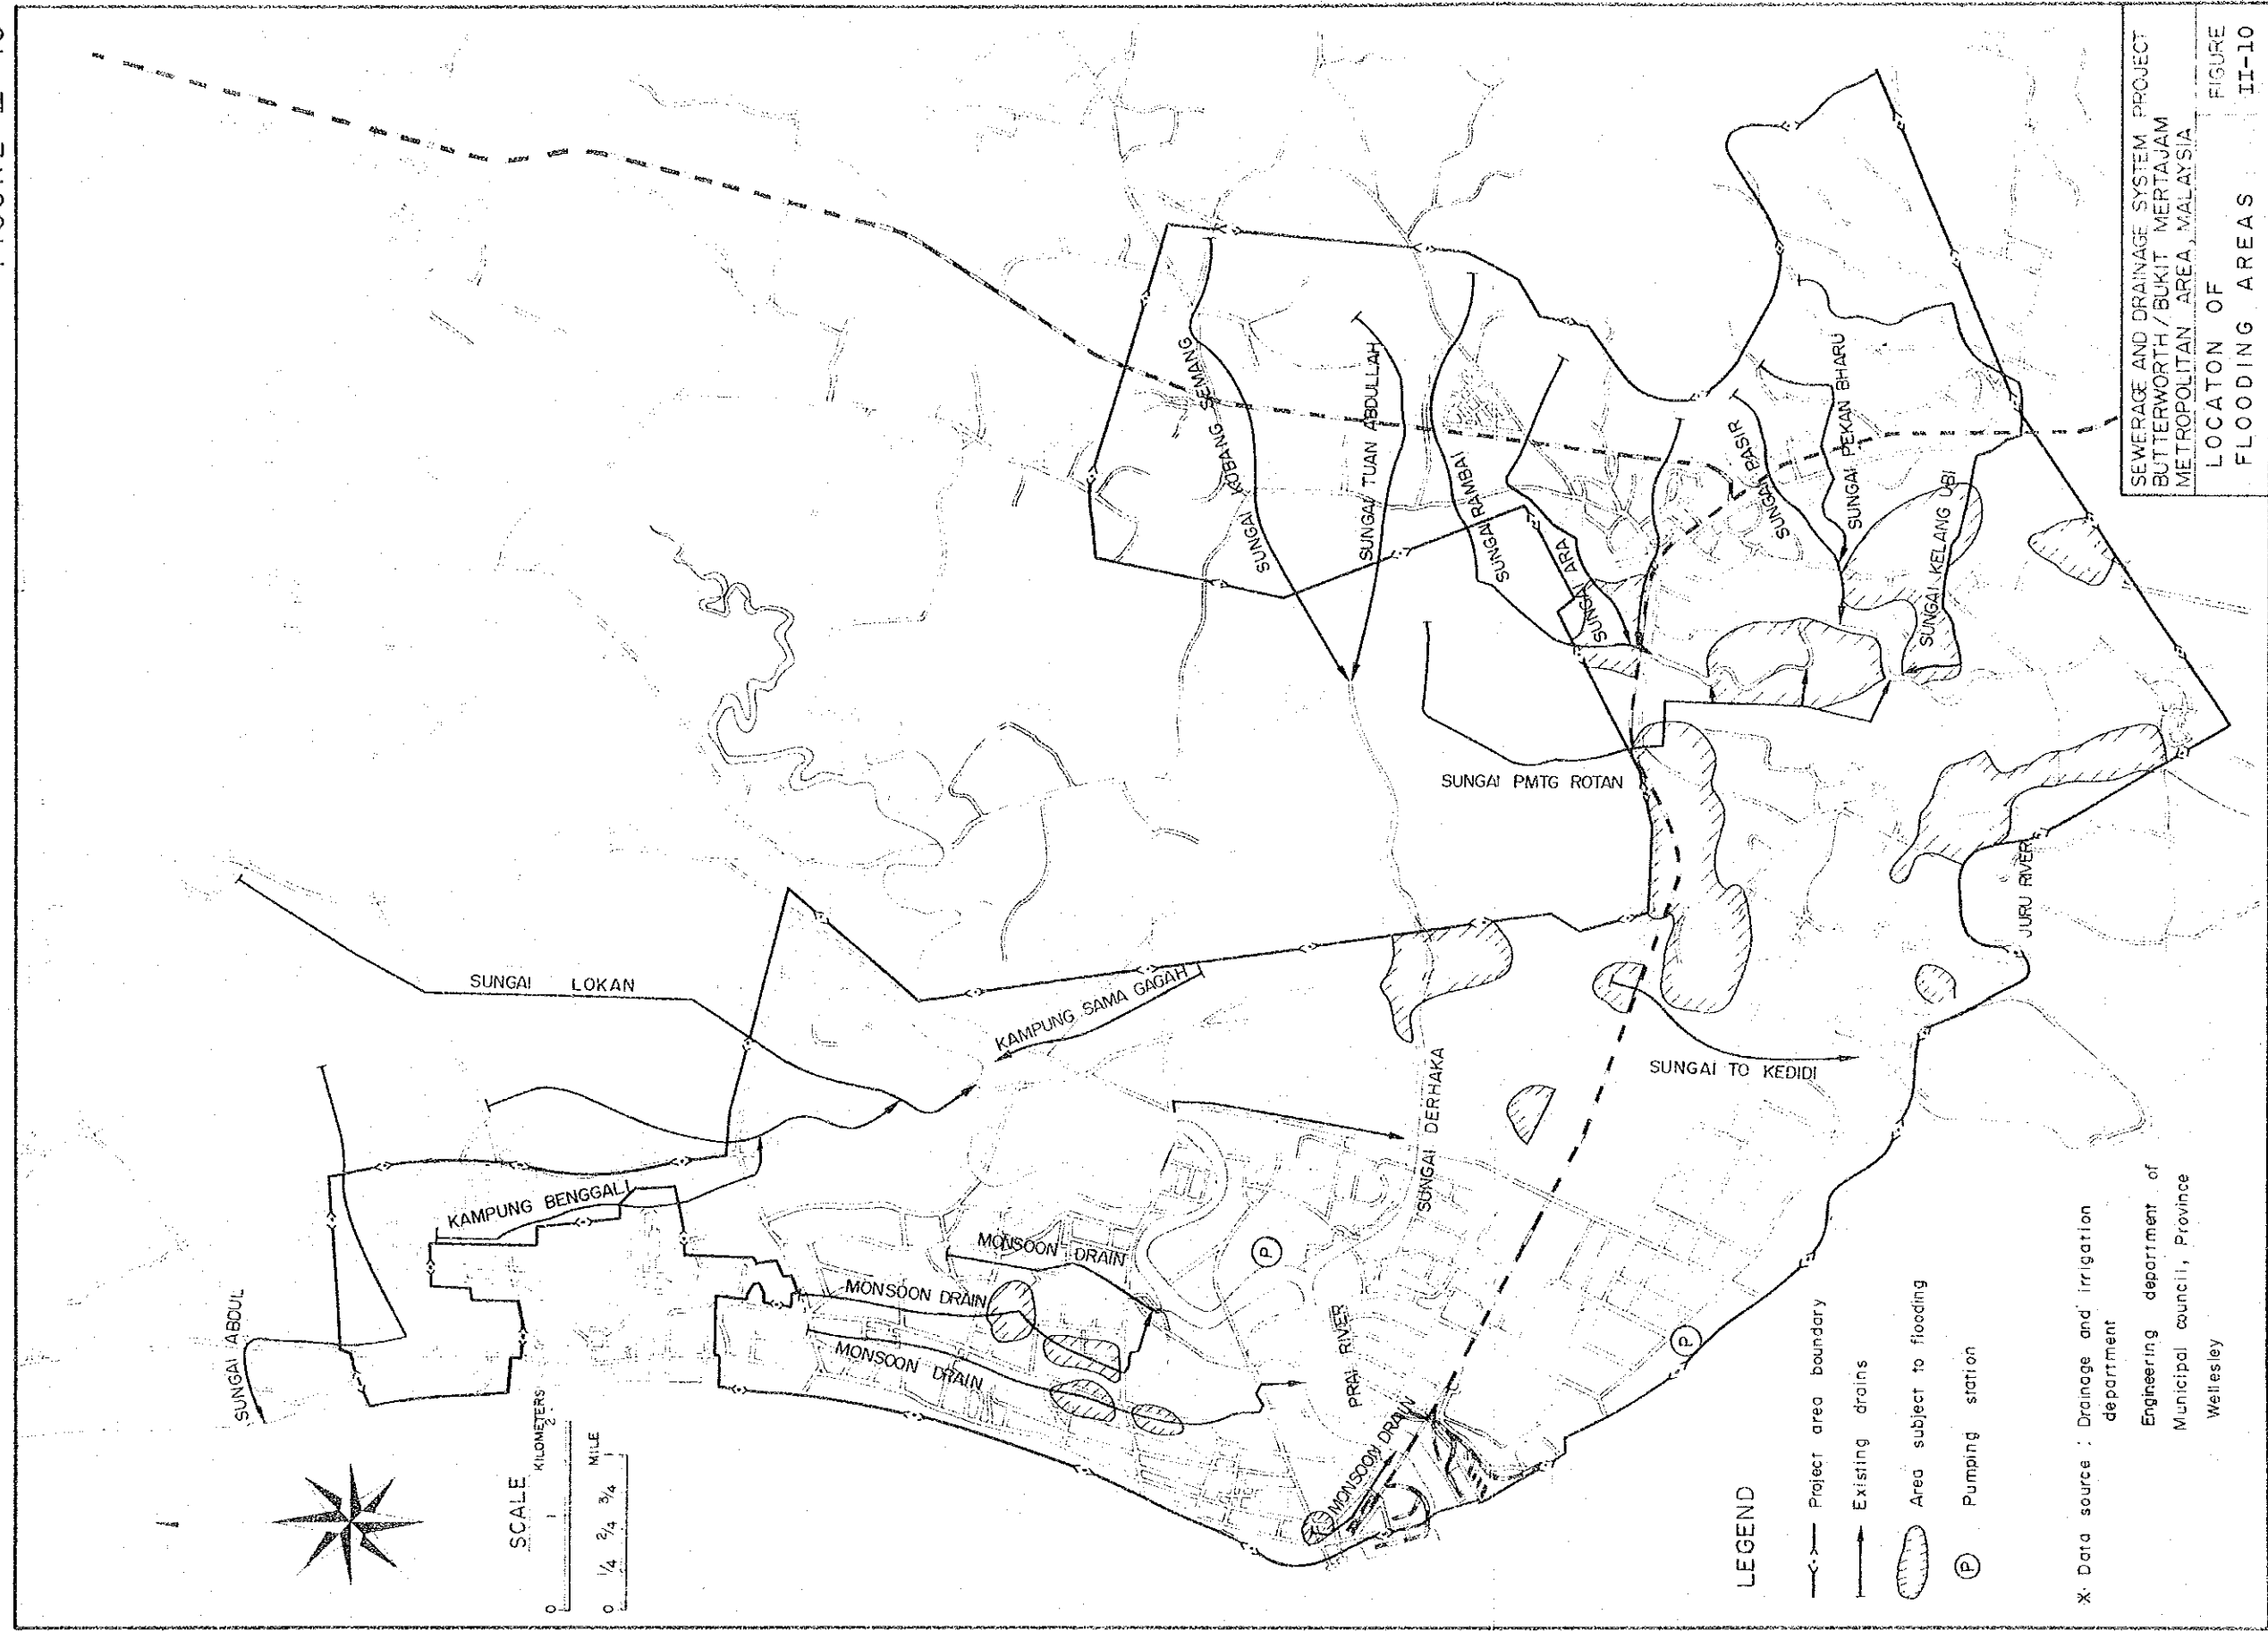 SUNGAI ABDUL
KAMPUNG BENGGALI
SUNGAI LOKAN
KAMPUNG SAMA GAGAH
MONSOON DRAIN
MONSOON DRAIN
MONSOON DRAIN
MONSOON DRAIN
PRAI RIVER
SUNGAI DERHAKA
SUNGAI TO KEDIDI
SUNGAI PMTG ROTAN
JURU RIVER
SUNGAI KUBANG SEMANG
SUNGAI TUAN ABDULLAH
SUNGAI RAMBAI
SUNGAI ARA
SUNGAI
SUNGAI PASIR
SUNGAI PEKAN BHARU
SUNGAI KELANG UBI
P
P
SCALE
0 1 2 KILOMETERS
0 1/4 2/4 3/4 1 MILE
LEGEND
Project area boundary
Existing drains
Area subject to flooding
P Pumping station
※ Data source : Drainage and irrigation
department
Engineering department of
Municipal council, Province
Wellesley
SEWERAGE AND DRAINAGE SYSTEM PROJECT
BUTTERWORTH / BUKIT MERTAJAM
METROPOLITAN AREA, MALAYSIA
LOCATON OF
FLOODING AREAS
FIGURE
II-10